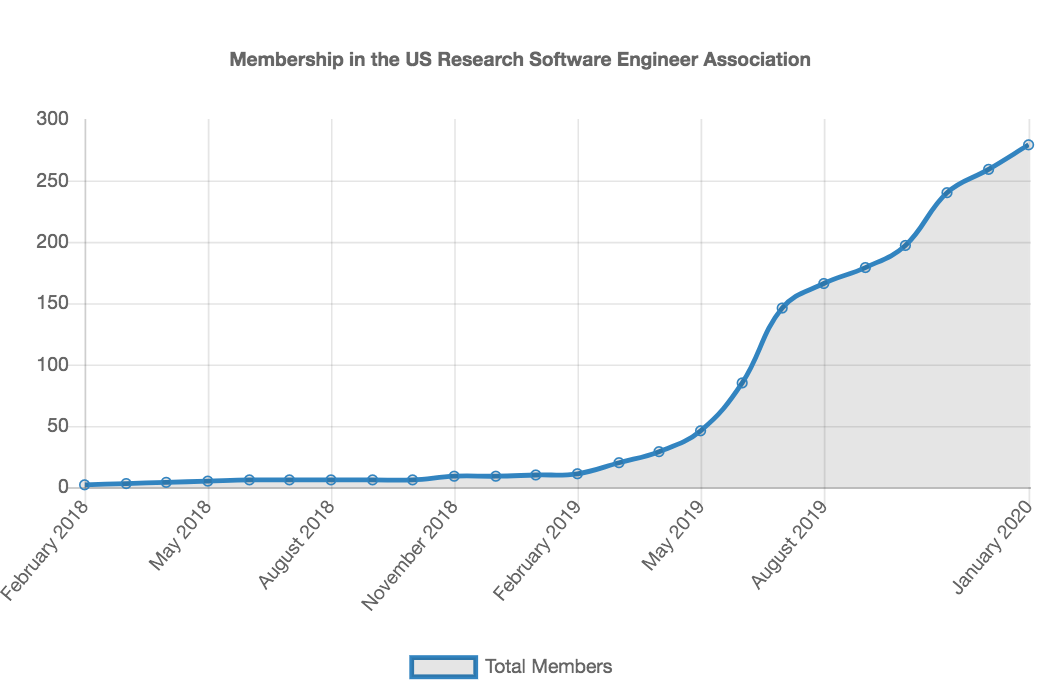 Membership in the US Research Software Engineer Association
300
250
200
150
100
50
0
February 2018
May 2018
August 2018
November 2018
February 2019
May 2019
August 2019
January 2020
Total Members